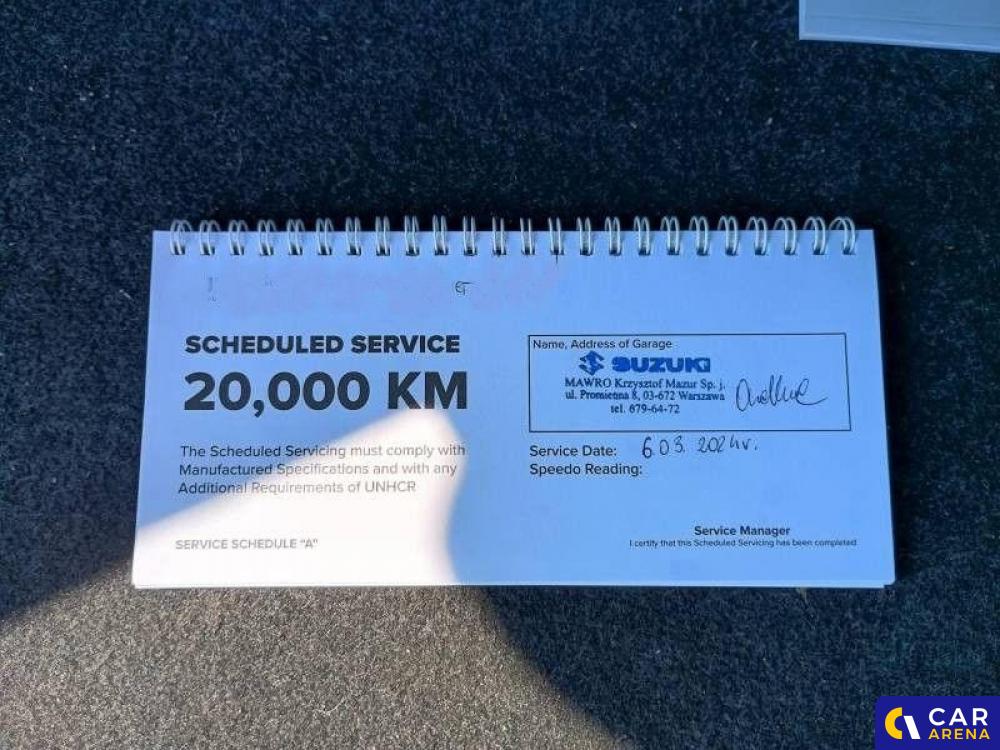 SCHEDULED SERVICE
20,000 KM
The Scheduled Servicing must comply with
Manufactured Specifications and with any
Additional Requirements of UNHCR
SERVICE SCHEDULE “A”
Name, Address of Garage
SUZUKI
MAWRO Krzysztof Mazur Sp. j.
ul. Promienna 8, 03-672 Warszawa
tel. 679-64-72
Service Date: 6.03.2024r.
Speedo Reading:
Service Manager
I certify that this Scheduled Servicing has been completed
CAR
ARENA